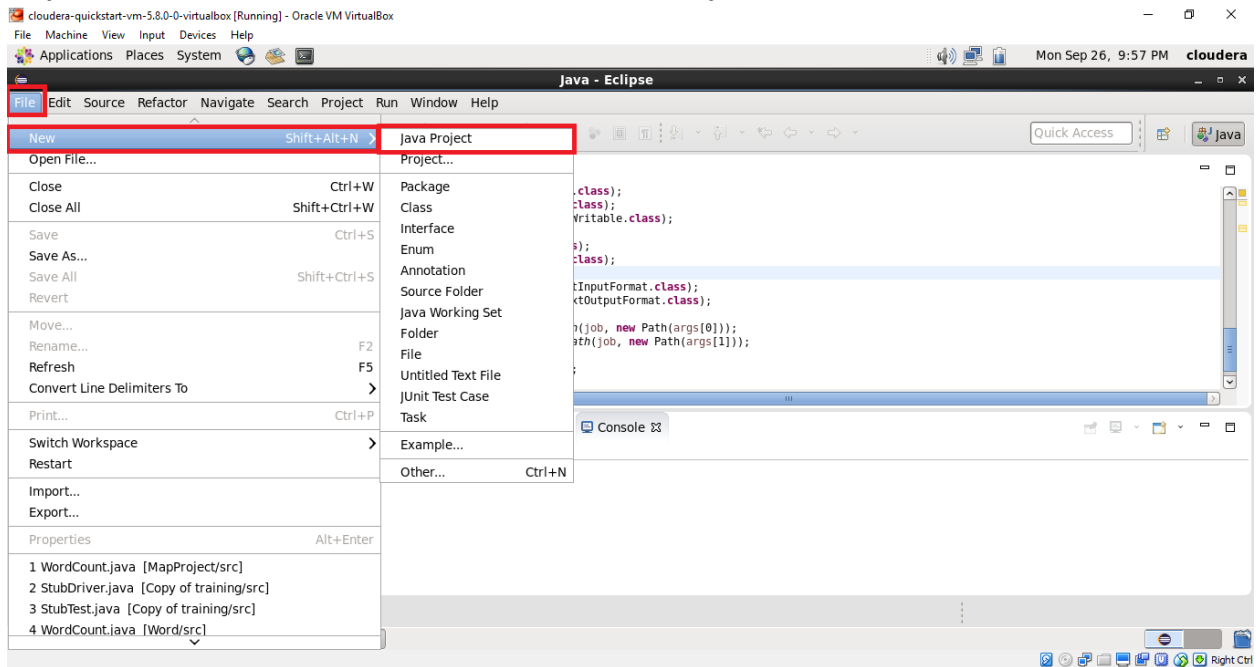 cloudera-quickstart-vm-5.8.0-0-virtualbox [Running] - Oracle VM VirtualBox
File Machine View Input Devices Help
Applications Places System Mon Sep 26, 9:57 PM cloudera
Java - Eclipse
File Edit Source Refactor Navigate Search Project Run Window Help
New Shift+Alt+N
Open File...
Close Ctrl+W
Close All Shift+Ctrl+W
Save Ctrl+S
Save As...
Save All Shift+Ctrl+S
Revert
Move...
Rename... F2
Refresh F5
Convert Line Delimiters To
Print... Ctrl+P
Switch Workspace
Restart
Import...
Export...
Properties Alt+Enter
1 WordCount.java [MapProject/src]
2 StubDriver.java [Copy of training/src]
3 StubTest.java [Copy of training/src]
4 WordCount.java [Word/src]
Java Project
Project...
Package
Class
Interface
Enum
Annotation
Source Folder
Java Working Set
Folder
File
Untitled Text File
JUnit Test Case
Task
Example...
Other... Ctrl+N
Quick Access
Java
.class);
class);
Writable.class);
s);
class);
tInputFormat.class);
xtOutputFormat.class);
h(job, new Path(args[0]));
ath(job, new Path(args[1]));
;
Console
Right Ctrl